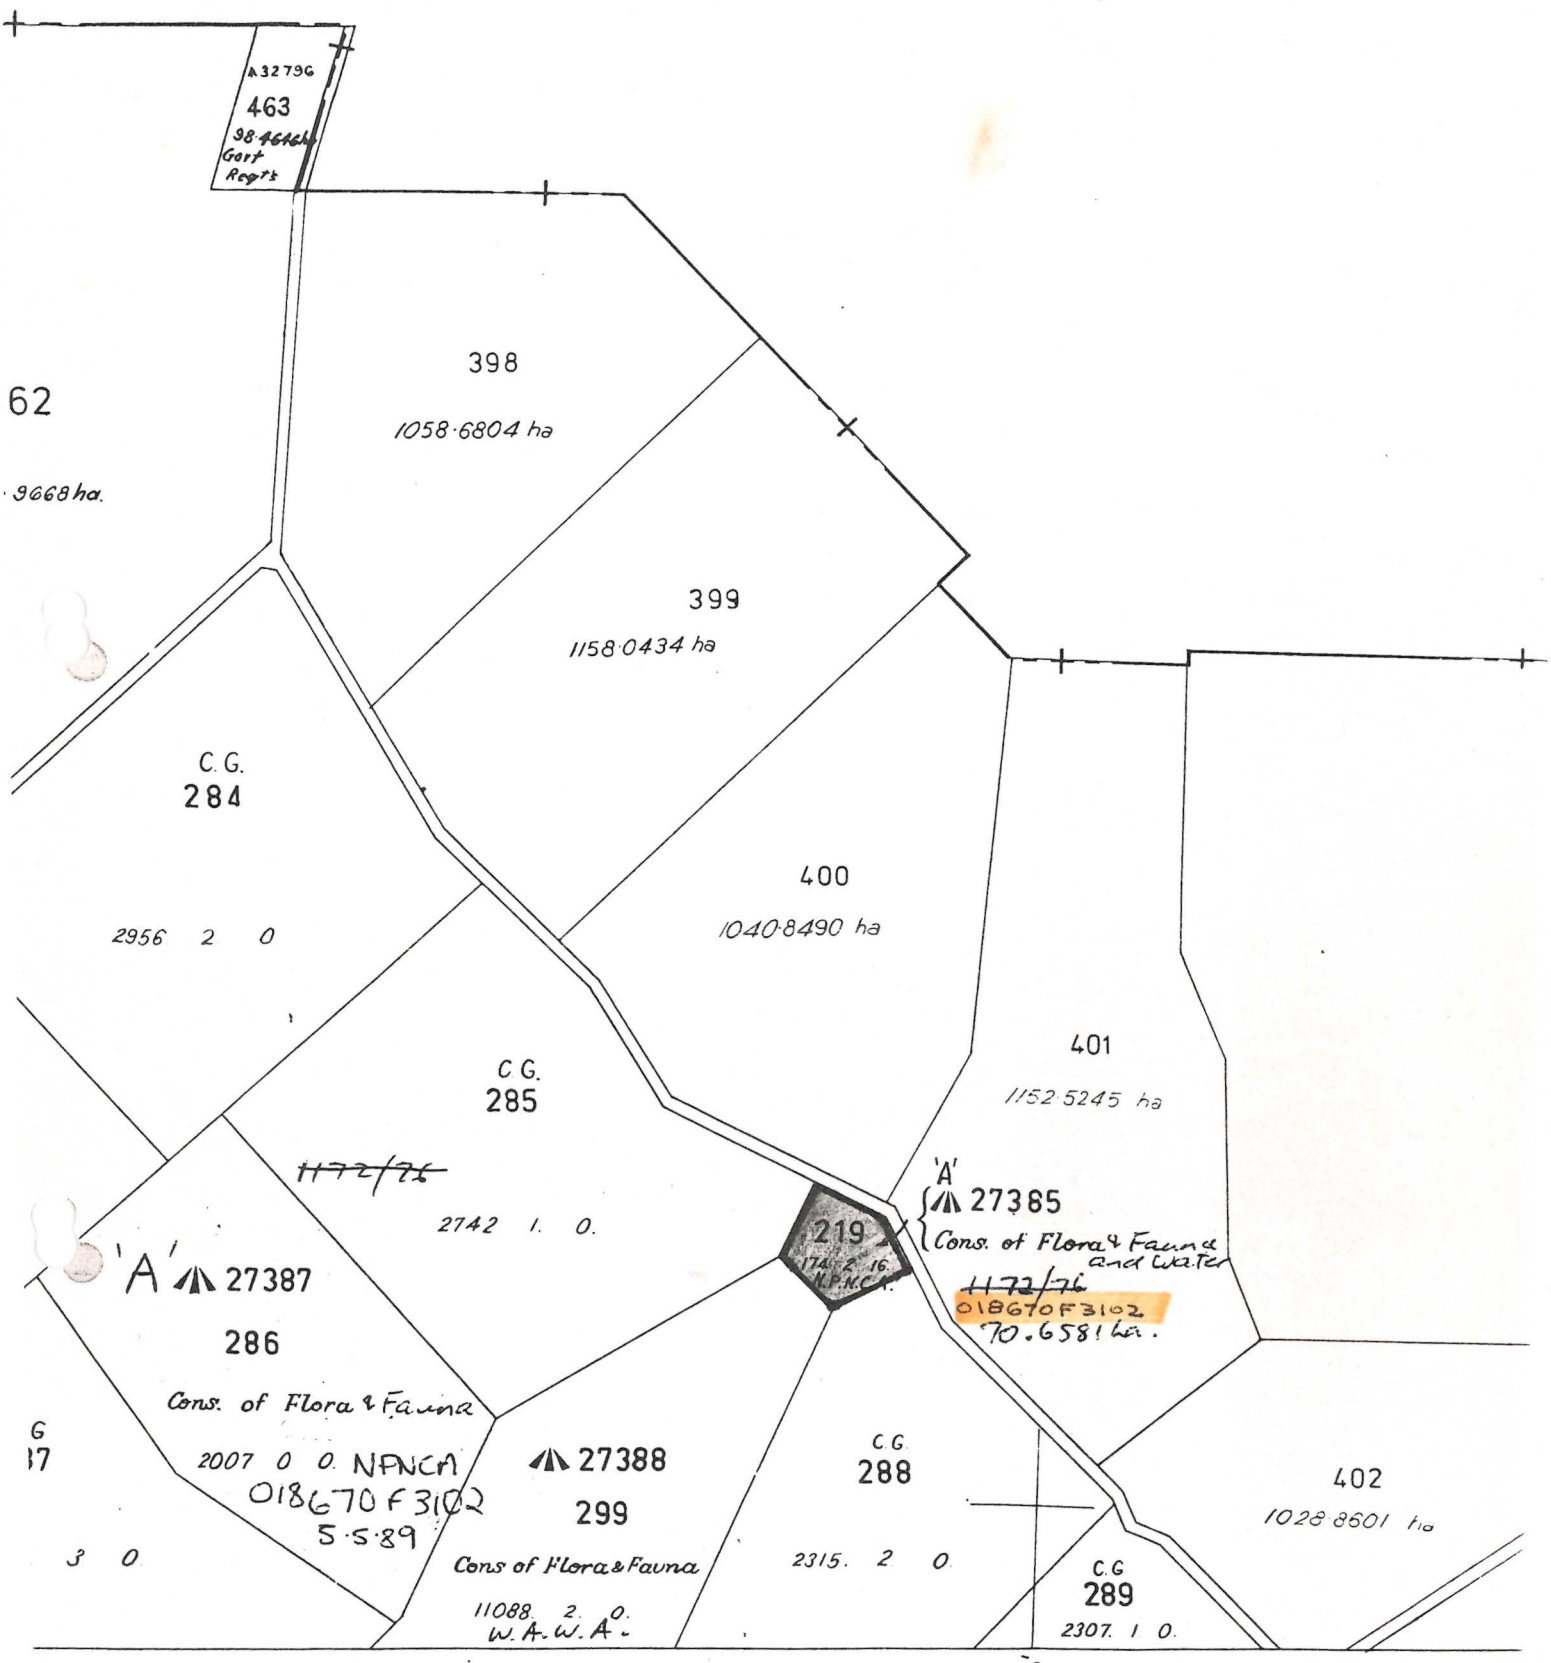 32796
463
98·4646ha
Govt
Reqts
398
1058·6804 ha
62
·9668 ha.
399
1158·0434 ha
C.G.
284
2956 2 0
400
1040·8490 ha
401
1152·5245 ha
C G.
285
1172/76
2742 1. 0.
219
174 2 16.
N.P.N.C.A.
'A'
27385
Cons. of Flora & Fauna
and Water
1172/76
018670F3102
70.6581 ha.
'A' 27387
286
Cons. of Flora & Fauna
2007 0 0. NPNCA
018670F3102
5·5·89
G
17
3 0
27388
299
Cons of Flora & Fauna
11088. 2. 0.
W.A.W.A.
C.G.
288
2315. 2 0.
C.G
289
2307. 1 0.
402
1028·8601 ha